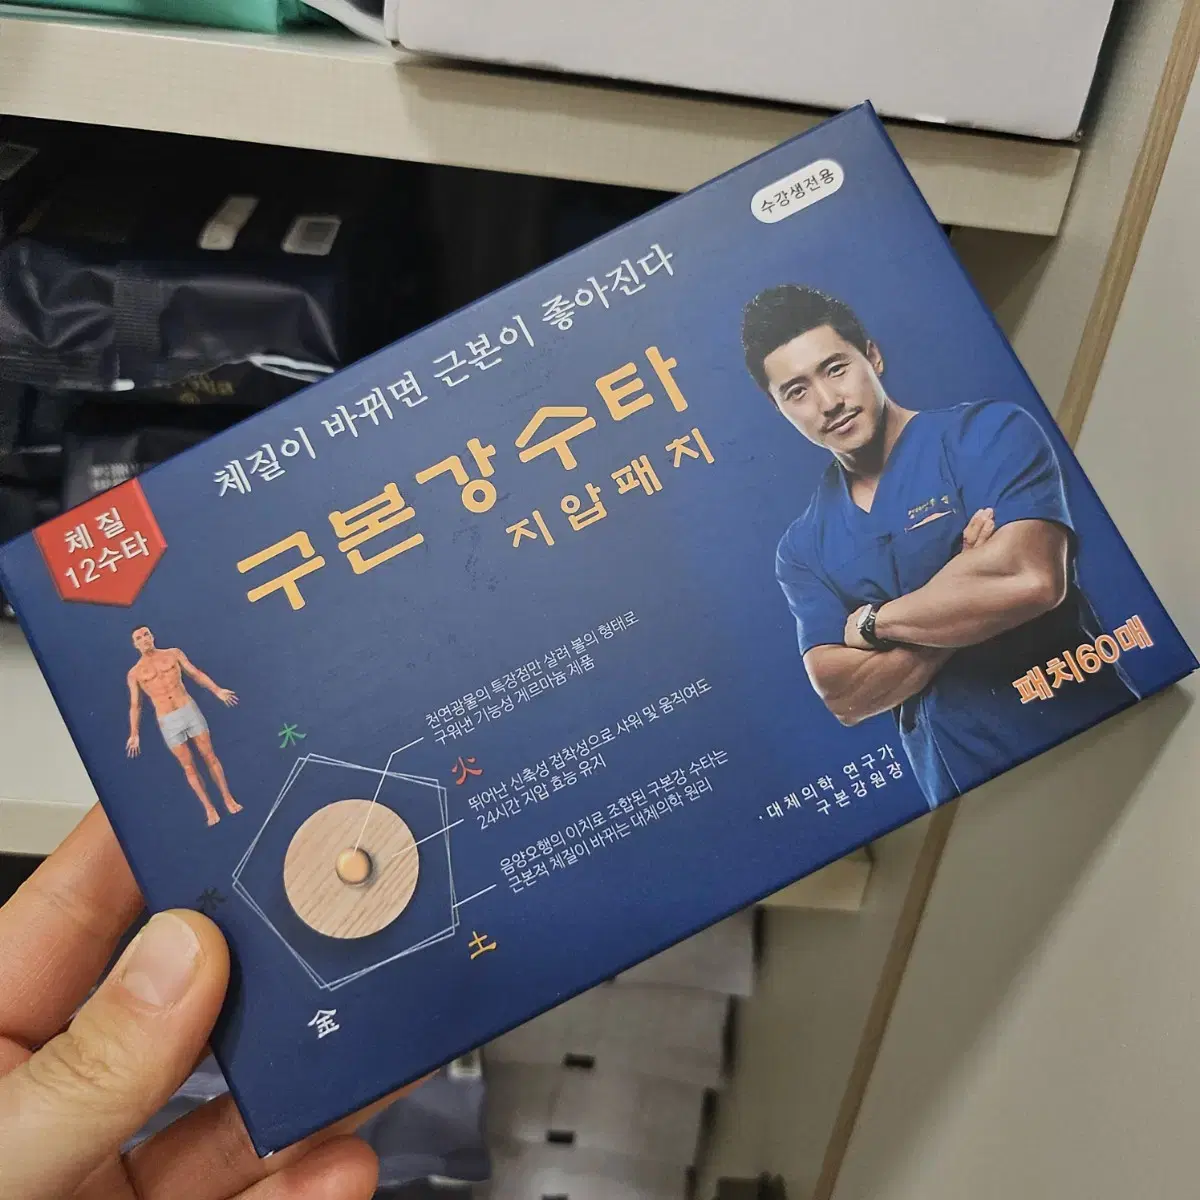 수강생전용
체질이 바뀌면 근본이 좋아진다
구본강수타
지압패치
체질
12수타
천연광물의 특장점만 살려 볼의 형태로
구워낸 기능성 게르마늄 제품
뛰어난 신축성 접착성으로 샤워 및 움직여도
24시간 지압 효능 유지
음양오행의 이치로 조합된 구본강 수타는
근본적 체질이 바뀌는 대체의학 원리
木
火
水
土
金
패치60매
·대체의학 연구가
구본강원장